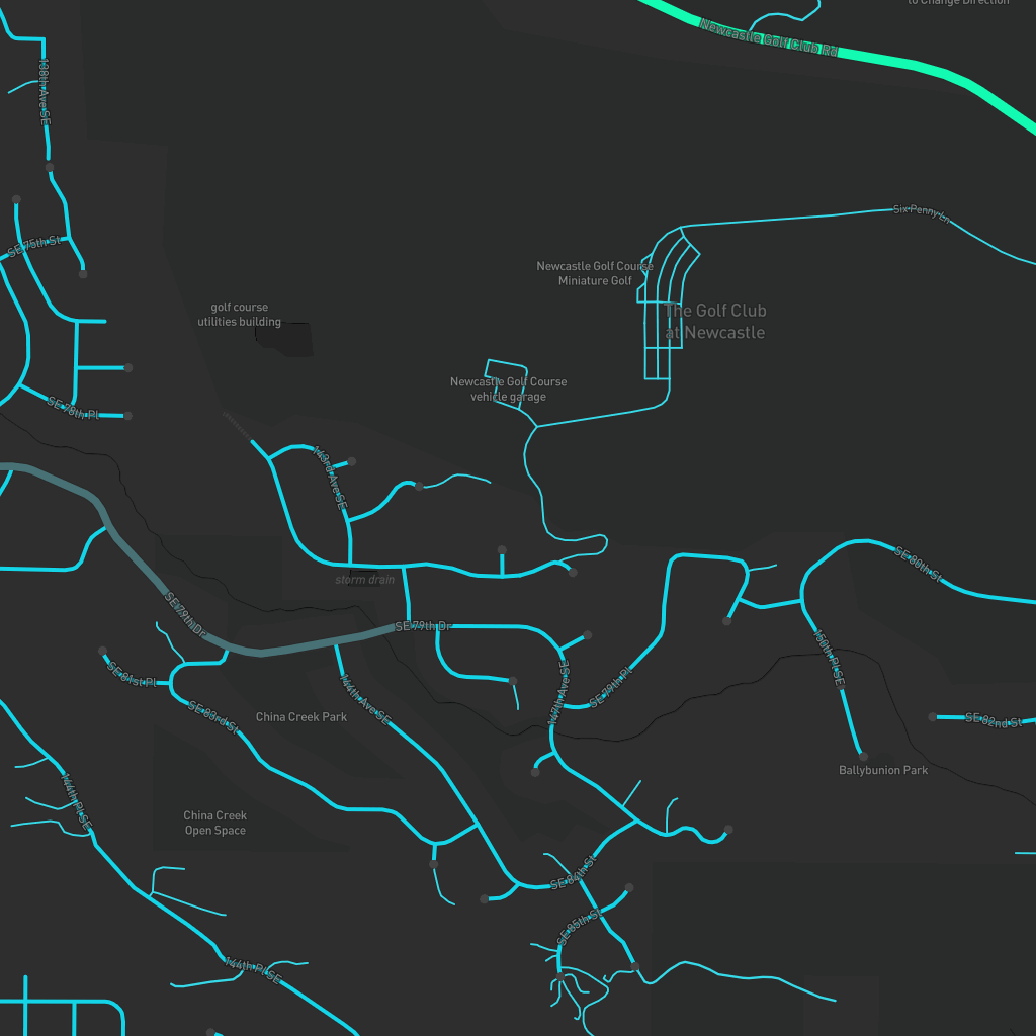 to Change Direction
Newcastle Golf Club Rd
138th Ave SE
Six Penny Ln
SE 75th St
Newcastle Golf Course
Miniature Golf
The Golf Club
at Newcastle
golf course
utilities building
Newcastle Golf Course
vehicle garage
SE 78th Pl
143rd Ave SE
SE 80th St
storm drain
SE 79th Dr
SE 79th Dr
150th Pl SE
SE 81st Pl
144th Ave SE
147th Ave SE
SE 79th Pl
SE 83rd St
China Creek Park
SE 82nd St
Ballybunion Park
144th Pl SE
China Creek
Open Space
SE 84th St
SE 85th St
144th Pl SE